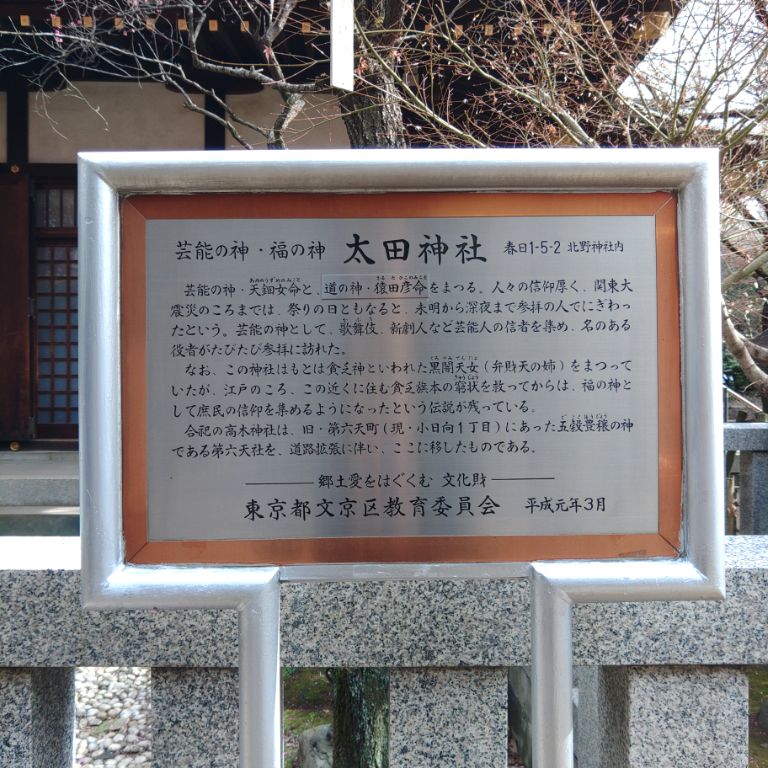 芸能の神・福の神 太田神社 春日1-5-2 北野神社内
芸能の神・天鈿女命と、道の神・猿田彦命をまつる。人々の信仰厚く、関東大
震災のころまでは、祭りの日ともなると、未明から深夜まで参拝の人でにぎわっ
たという。芸能の神として、歌舞伎、新劇人など芸能人の信者を集め、名のある
役者がたびたび参拝に訪れた。
なお、この神社はもとは貧乏神といわれた黒闇天女(弁財天の姉)をまつって
いたが、江戸のころ、この近くに住む貧乏旗本の窮状を救ってからは、福の神と
して庶民の信仰を集めるようになったという伝説が残っている。
合祀の高木神社は、旧・第六天町(現・小日向1丁目)にあった五穀豊穣の神
である第六天社を、道路拡張に伴い、ここに移したものである。
郷土愛をはぐくむ 文化財
東京都文京区教育委員会 平成元年3月